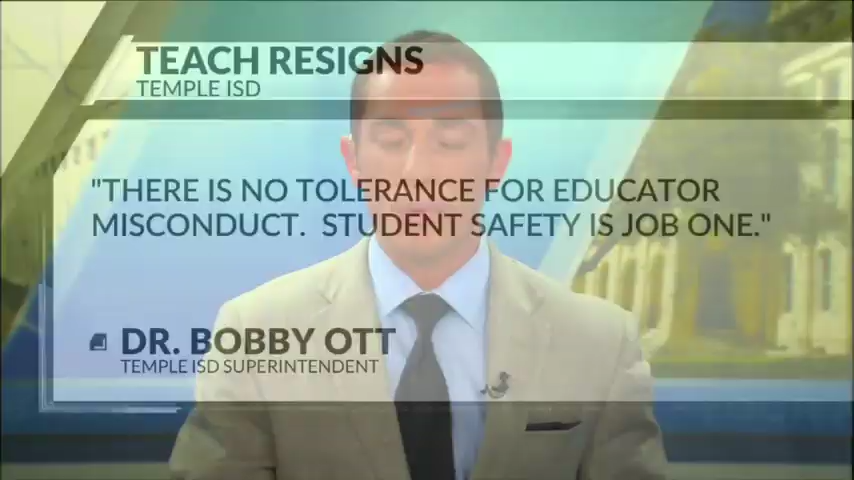 TEACH RESIGNS
TEMPLE ISD
"THERE IS NO TOLERANCE FOR EDUCATOR
MISCONDUCT.  STUDENT SAFETY IS JOB ONE."
DR. BOBBY OTT
TEMPLE ISD SUPERINTENDENT